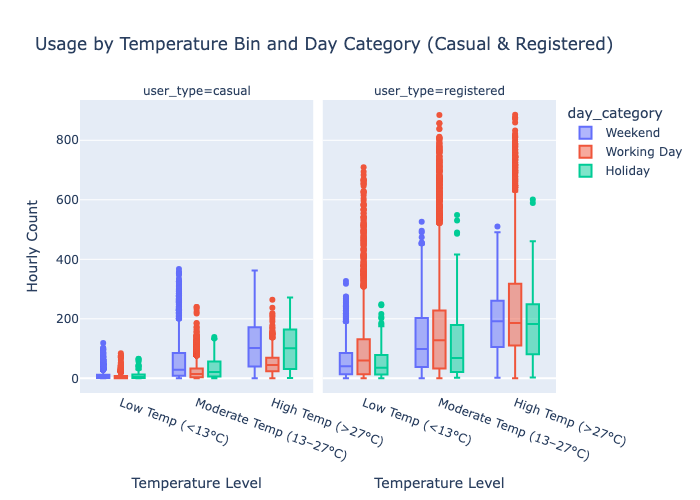 Usage by Temperature Bin and Day Category (Casual & Registered)
user_type=casual
user_type=registered
day_category
Weekend
Working Day
Holiday
Hourly Count
800
600
400
200
0
Low Temp (<13°C)
Moderate Temp (13–27°C)
High Temp (>27°C)
Low Temp (<13°C)
Moderate Temp (13–27°C)
High Temp (>27°C)
Temperature Level
Temperature Level